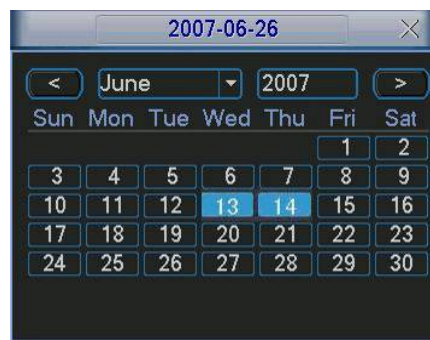 2007-06-26
< June 2007 >
Sun Mon Tue Wed Thu Fri Sat
1 2
3 4 5 6 7 8 9
10 11 12 13 14 15 16
17 18 19 20 21 22 23
24 25 26 27 28 29 30